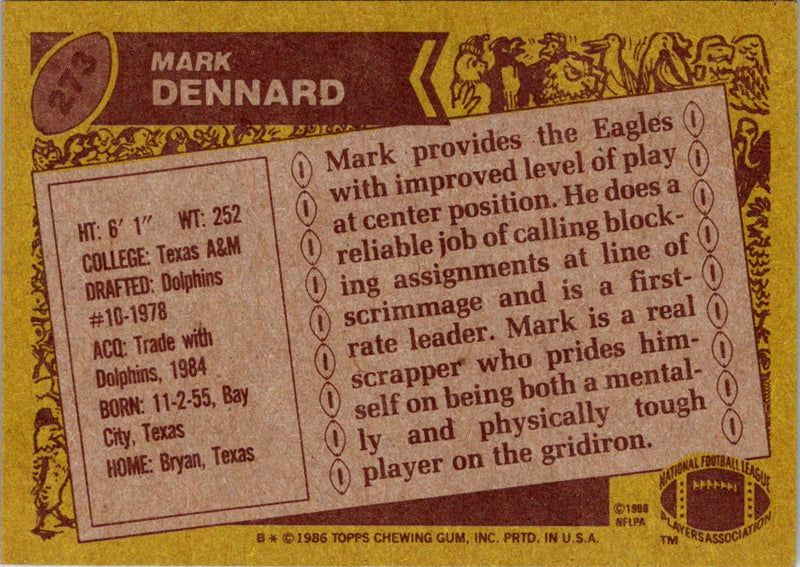 273
MARK
DENNARD
HT: 6' 1" WT: 252
COLLEGE: Texas A&M
DRAFTED: Dolphins
#10-1978
ACQ: Trade with
Dolphins, 1984
BORN: 11-2-55, Bay
City, Texas
HOME: Bryan, Texas
Mark provides the Eagles
with improved level of play
at center position. He does a
reliable job of calling block-
ing assignments at line of
scrimmage and is a first-
rate leader. Mark is a real
scrapper who prides him-
self on being both a mental-
ly and physically tough
player on the gridiron.
©1986
NFLPA
NATIONAL FOOTBALL LEAGUE
PLAYERS ASSOCIATION
TM
B * © 1986 TOPPS CHEWING GUM, INC. PRTD. IN U.S.A.